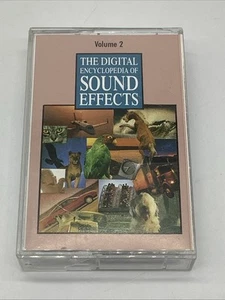 Volume 2
THE DIGITAL
ENCYCLOPEDIA OF
SOUND
EFFECTS